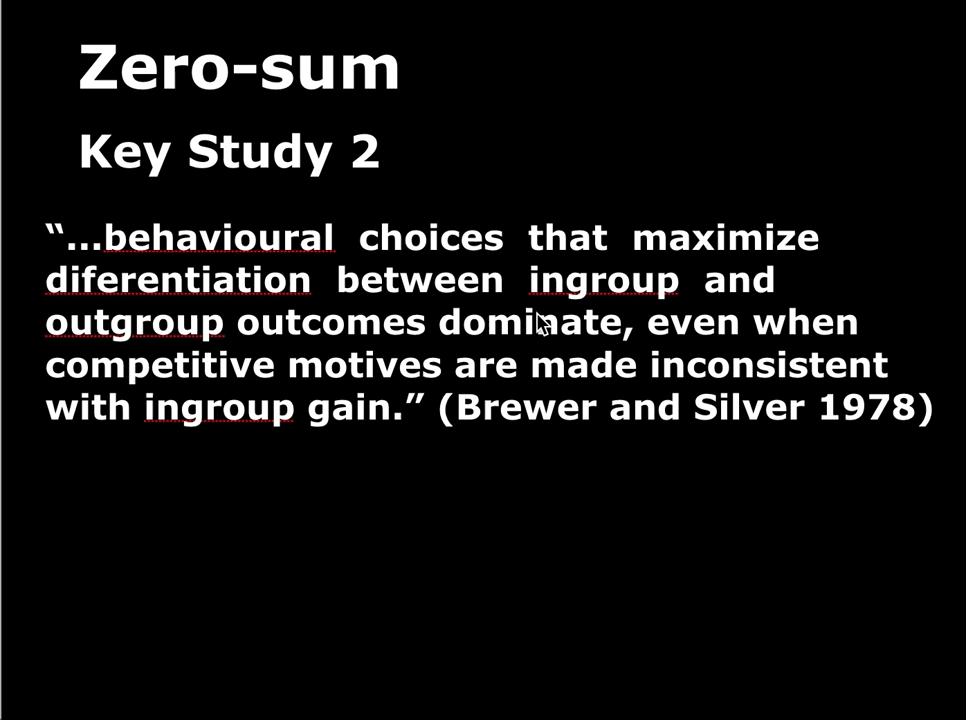 Zero-sum
Key Study 2
“...behavioural choices that maximize
diferentiation between ingroup and
outgroup outcomes dominate, even when
competitive motives are made inconsistent
with ingroup gain.” (Brewer and Silver 1978)